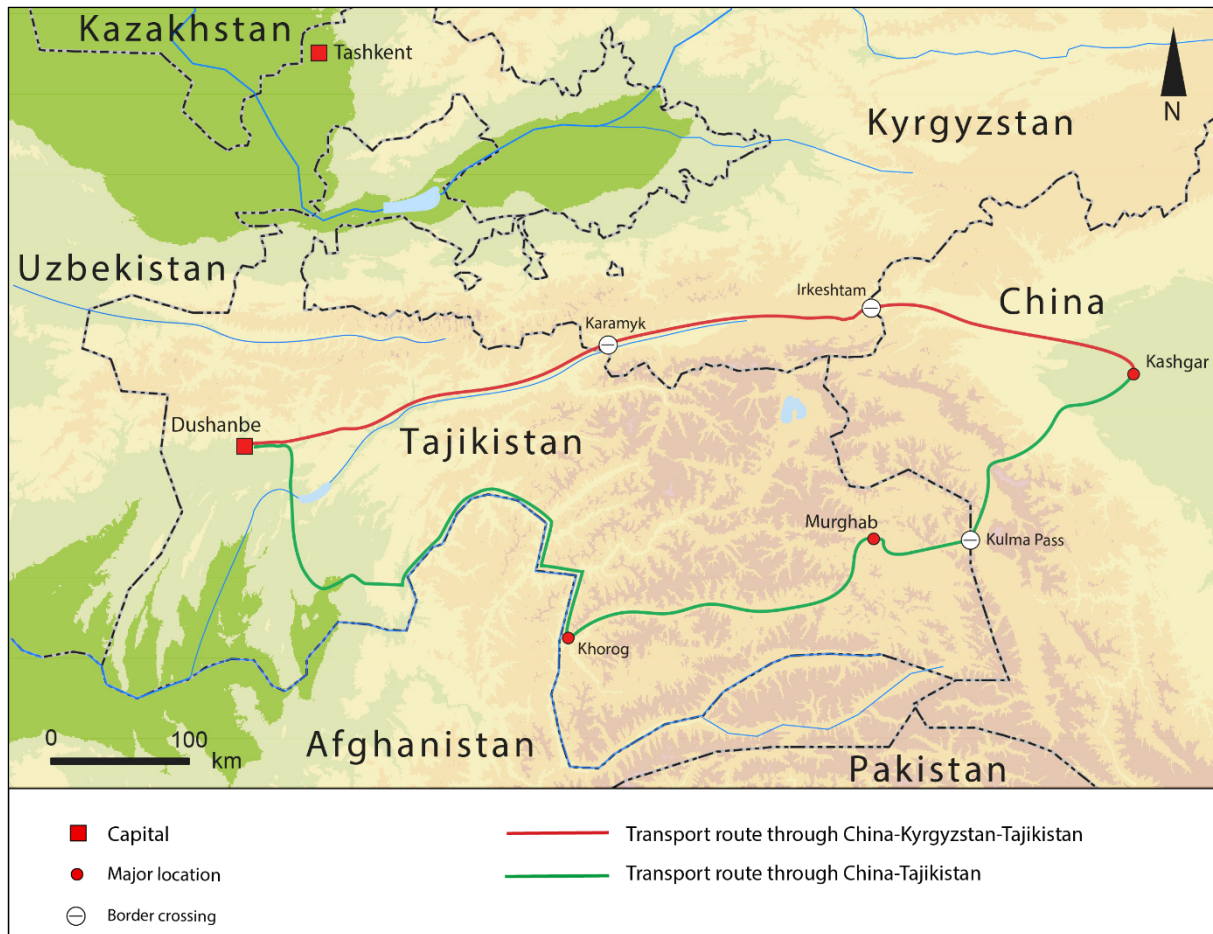 Kazakhstan
Tashkent
N
Kyrgyzstan
Uzbekistan
Irkeshtam
China
Karamyk
Kashgar
Dushanbe
Tajikistan
Murghab
Kulma Pass
Khorog
0 100
km
Afghanistan
Pakistan
Capital
Transport route through China-Kyrgyzstan-Tajikistan
Major location
Transport route through China-Tajikistan
Border crossing